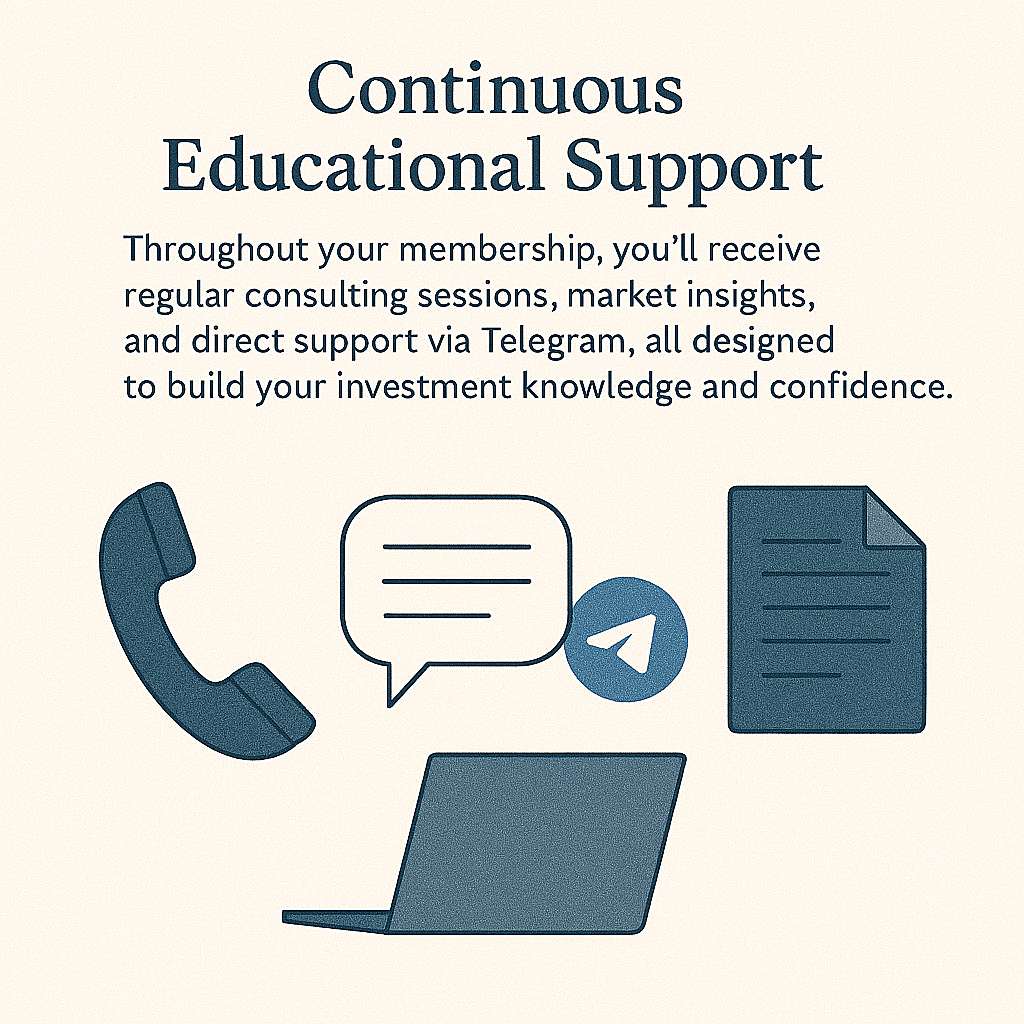 Continuous
Educational Support
Throughout your membership, you’ll receive
regular consulting sessions, market insights,
and direct support via Telegram, all designed
to build your investment knowledge and confidence.